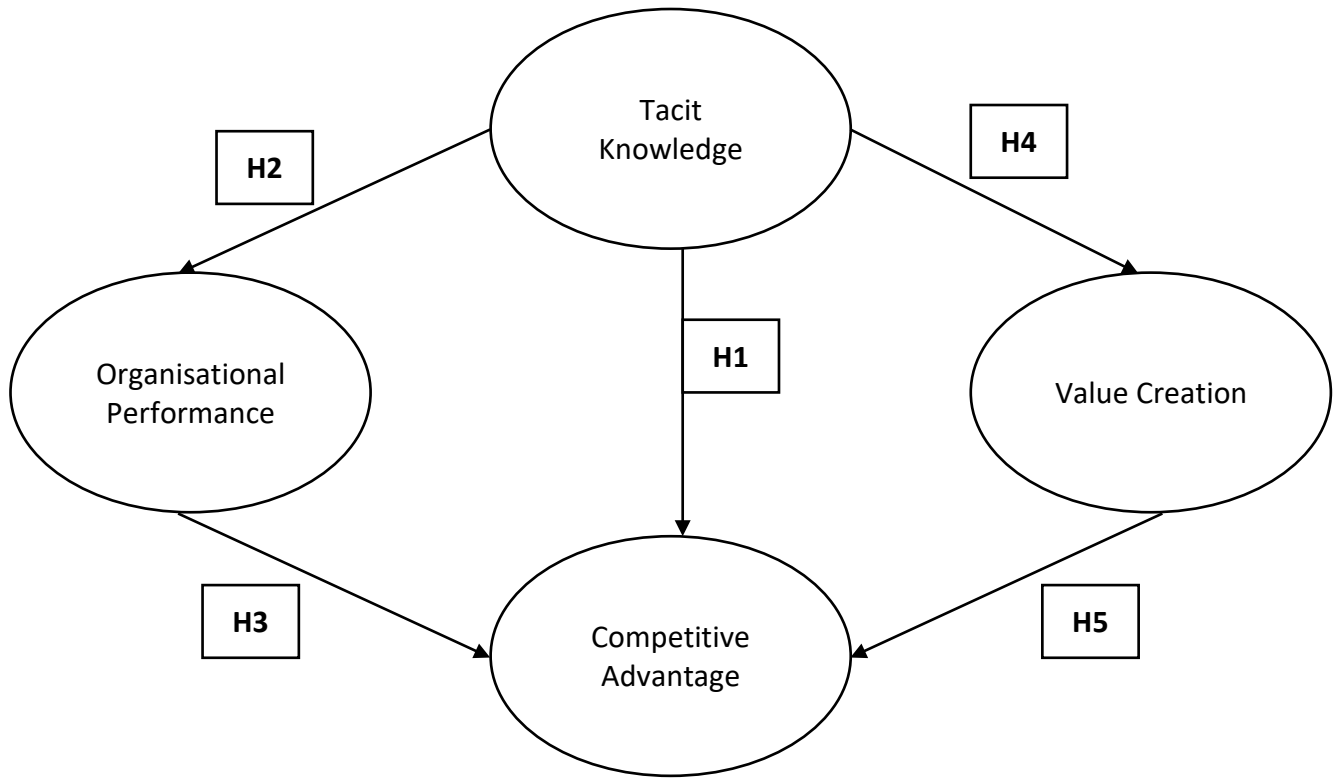 Tacit
Knowledge
H2
H4
H1
Organisational
Performance
Value Creation
H3
H5
Competitive
Advantage